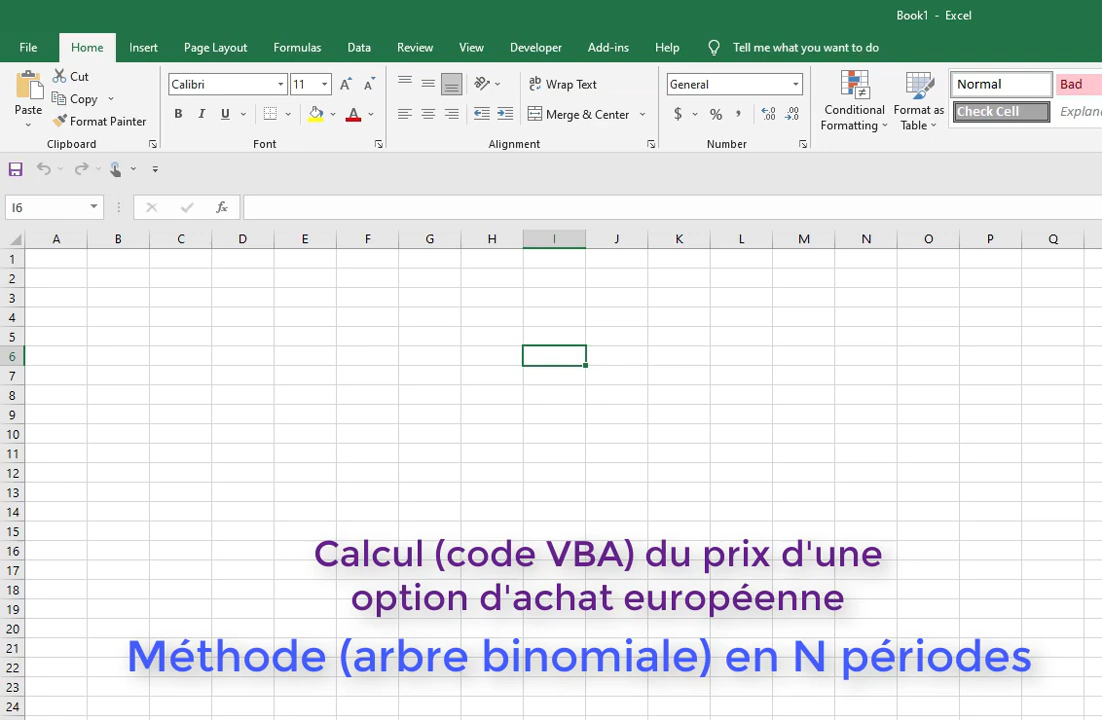 Book1 - Excel
File Home Insert Page Layout Formulas Data Review View Developer Add-ins Help Tell me what you want to do
Paste
Cut
Copy
Format Painter
Clipboard
Calibri 11
B I U
Font
Wrap Text
Merge & Center
Alignment
General
$ % ,
Number
Conditional Formatting
Format as Table
Normal Bad
Check Cell Explan
I6 fx
A B C D E F G H I J K L M N O P Q
1
2
3
4
5
6
7
8
9
10
11
12
13
14
15
16
17
18
19
20
21
22
23
24
Calcul (code VBA) du prix d'une
option d'achat européenne
Méthode (arbre binomiale) en N périodes